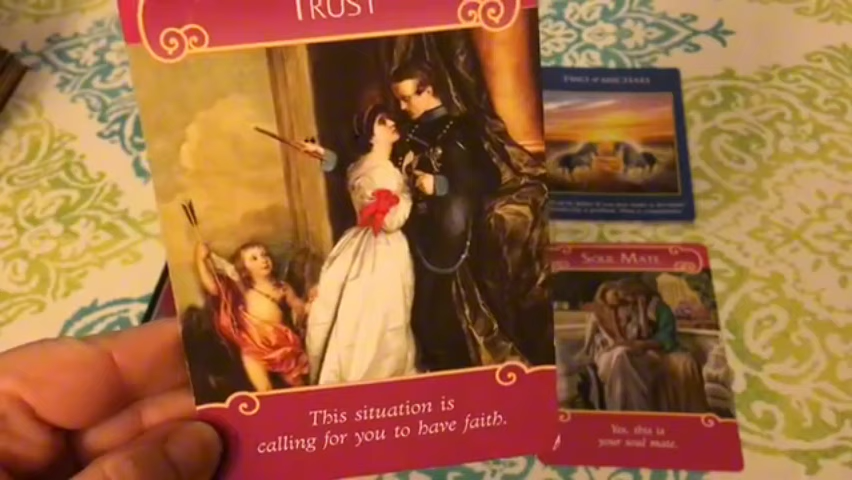 TRUST
This situation is
calling for you to have faith.
SOUL MATE
Yes, this is
your soul mate.